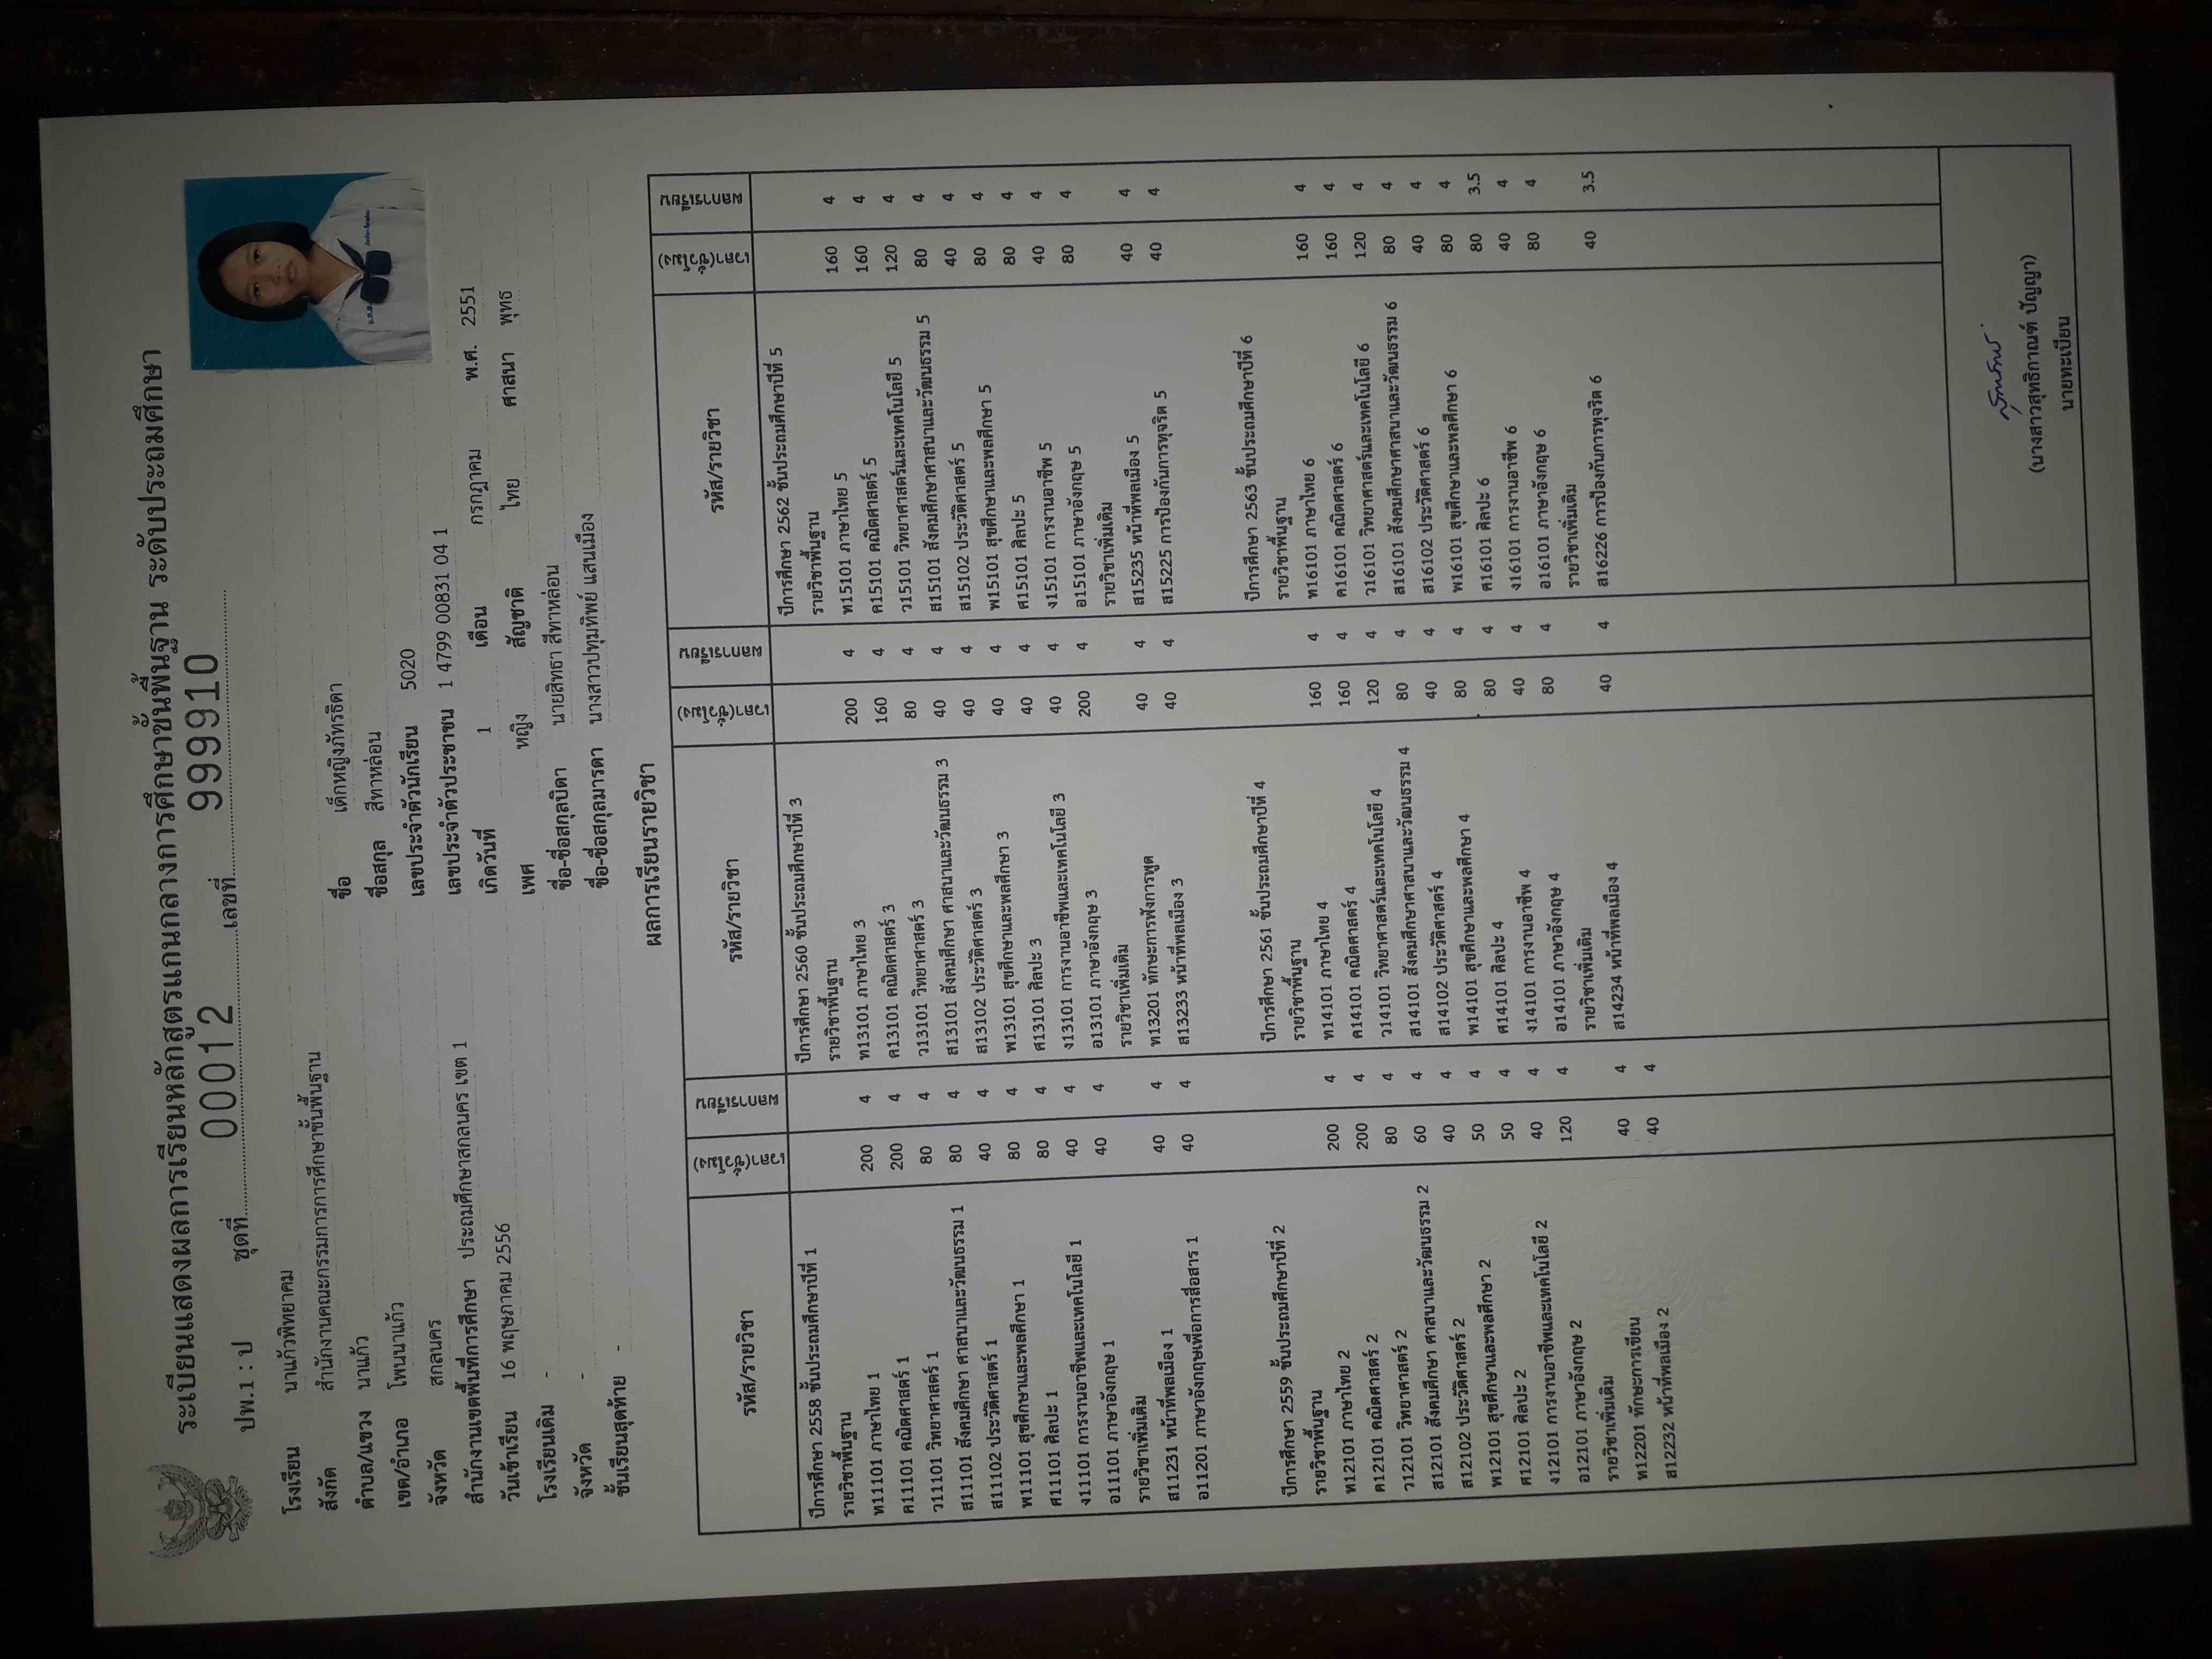 ระเบียนแสดงผลการเรียนหลักสูตรแกนกลางการศึกษาขั้นพื้นฐาน ระดับประถมศึกษา
ปพ.1 : ป ชุดที่ 00012 เลขที่ 999910
โรงเรียน นาแก้วพิทยาคม
สังกัด สำนักงานคณะกรรมการการศึกษาขั้นพื้นฐาน
ตำบล/แขวง นาแก้ว
เขต/อำเภอ โพนนาแก้ว
จังหวัด สกลนคร
สำนักงานเขตพื้นที่การศึกษา ประถมศึกษาสกลนคร เขต 1
วันเข้าเรียน 16 พฤษภาคม 2556
โรงเรียนเดิม -
จังหวัด -
ชั้นเรียนสุดท้าย -
ชื่อ เด็กหญิงภัทรธิดา
ชื่อสกุล สีทาหล่อน
เลขประจำตัวนักเรียน 5020
เลขประจำตัวประชาชน 1 4799 00831 04 1
เกิดวันที่ 1 เดือน กรกฎาคม พ.ศ. 2551
เพศ หญิง สัญชาติ ไทย ศาสนา พุทธ
ชื่อ-ชื่อสกุลบิดา นายสิทธา สีทาหล่อน
ชื่อ-ชื่อสกุลมารดา นางสาวปทุมทิพย์ แสนเมือง
ผลการเรียนรายวิชา
รหัส/รายวิชา เวลา(ชั่วโมง) ผลการเรียน
ปีการศึกษา 2558 ชั้นประถมศึกษาปีที่ 1
รายวิชาพื้นฐาน
ท11101 ภาษาไทย 1 200 4
ค11101 คณิตศาสตร์ 1 200 4
ว11101 วิทยาศาสตร์ 1 80 4
ส11101 สังคมศึกษา ศาสนาและวัฒนธรรม 1 80 4
ส11102 ประวัติศาสตร์ 1 40 4
พ11101 สุขศึกษาและพลศึกษา 1 80 4
ศ11101 ศิลปะ 1 80 4
ง11101 การงานอาชีพและเทคโนโลยี 1 40 4
อ11101 ภาษาอังกฤษ 1 40 4
รายวิชาเพิ่มเติม
ส11231 หน้าที่พลเมือง 1 40 4
อ11201 ภาษาอังกฤษเพื่อการสื่อสาร 1 40 4
ปีการศึกษา 2559 ชั้นประถมศึกษาปีที่ 2
รายวิชาพื้นฐาน
ท12101 ภาษาไทย 2 200 4
ค12101 คณิตศาสตร์ 2 200 4
ว12101 วิทยาศาสตร์ 2 80 4
ส12101 สังคมศึกษา ศาสนาและวัฒนธรรม 2 60 4
ส12102 ประวัติศาสตร์ 2 40 4
พ12101 สุขศึกษาและพลศึกษา 2 50 4
ศ12101 ศิลปะ 2 50 4
ง12101 การงานอาชีพและเทคโนโลยี 2 40 4
อ12101 ภาษาอังกฤษ 2 120 4
รายวิชาเพิ่มเติม
ท12201 ทักษะการเขียน 40 4
ส12232 หน้าที่พลเมือง 2 40 4
รหัส/รายวิชา เวลา(ชั่วโมง) ผลการเรียน
ปีการศึกษา 2560 ชั้นประถมศึกษาปีที่ 3
รายวิชาพื้นฐาน
ท13101 ภาษาไทย 3 200 4
ค13101 คณิตศาสตร์ 3 160 4
ว13101 วิทยาศาสตร์ 3 80 4
ส13101 สังคมศึกษา ศาสนาและวัฒนธรรม 3 40 4
ส13102 ประวัติศาสตร์ 3 40 4
พ13101 สุขศึกษาและพลศึกษา 3 40 4
ศ13101 ศิลปะ 3 40 4
ง13101 การงานอาชีพและเทคโนโลยี 3 40 4
อ13101 ภาษาอังกฤษ 3 200 4
รายวิชาเพิ่มเติม
ท13201 ทักษะการฟังการพูด 40 4
ส13233 หน้าที่พลเมือง 3 40 4
ปีการศึกษา 2561 ชั้นประถมศึกษาปีที่ 4
รายวิชาพื้นฐาน
ท14101 ภาษาไทย 4 160 4
ค14101 คณิตศาสตร์ 4 160 4
ว14101 วิทยาศาสตร์และเทคโนโลยี 4 120 4
ส14101 สังคมศึกษาศาสนาและวัฒนธรรม 4 80 4
ส14102 ประวัติศาสตร์ 4 40 4
พ14101 สุขศึกษาและพลศึกษา 4 80 4
ศ14101 ศิลปะ 4 80 4
ง14101 การงานอาชีพ 4 40 4
อ14101 ภาษาอังกฤษ 4 80 4
รายวิชาเพิ่มเติม
ส14234 หน้าที่พลเมือง 4 40 4
รหัส/รายวิชา เวลา(ชั่วโมง) ผลการเรียน
ปีการศึกษา 2562 ชั้นประถมศึกษาปีที่ 5
รายวิชาพื้นฐาน
ท15101 ภาษาไทย 5 160 4
ค15101 คณิตศาสตร์ 5 160 4
ว15101 วิทยาศาสตร์และเทคโนโลยี 5 120 4
ส15101 สังคมศึกษาศาสนาและวัฒนธรรม 5 80 4
ส15102 ประวัติศาสตร์ 5 40 4
พ15101 สุขศึกษาและพลศึกษา 5 80 4
ศ15101 ศิลปะ 5 80 4
ง15101 การงานอาชีพ 5 40 4
อ15101 ภาษาอังกฤษ 5 80 4
รายวิชาเพิ่มเติม
ส15235 หน้าที่พลเมือง 5 40 4
ส15225 การป้องกันการทุจริต 5 40 4
ปีการศึกษา 2563 ชั้นประถมศึกษาปีที่ 6
รายวิชาพื้นฐาน
ท16101 ภาษาไทย 6 160 4
ค16101 คณิตศาสตร์ 6 160 4
ว16101 วิทยาศาสตร์และเทคโนโลยี 6 120 4
ส16101 สังคมศึกษาศาสนาและวัฒนธรรม 6 80 4
ส16102 ประวัติศาสตร์ 6 40 4
พ16101 สุขศึกษาและพลศึกษา 6 80 4
ศ16101 ศิลปะ 6 80 3.5
ง16101 การงานอาชีพ 6 40 4
อ16101 ภาษาอังกฤษ 6 80 4
รายวิชาเพิ่มเติม
ส16226 การป้องกันการทุจริต 6 40 3.5
(นางสาวสุทธิกาณฑ์ ปัญญา)
นายทะเบียน